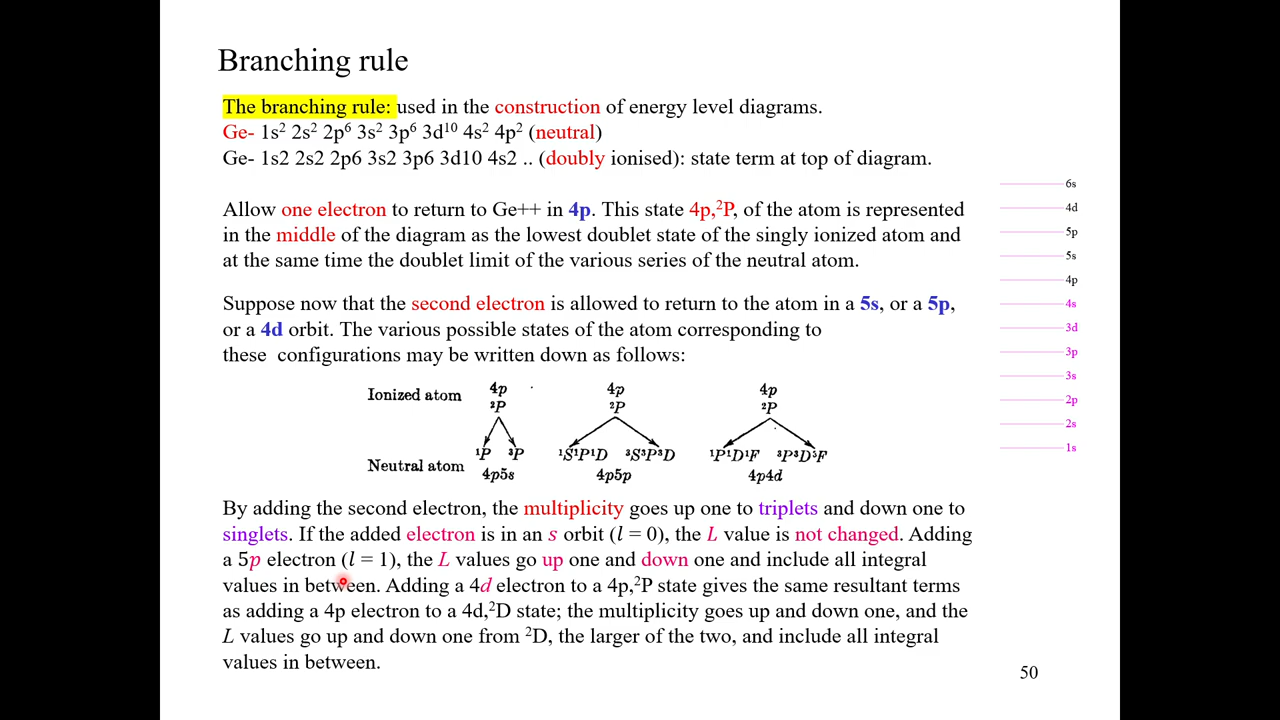 Branching rule
The branching rule: used in the construction of energy level diagrams.
Ge- 1s² 2s² 2p⁶ 3s² 3p⁶ 3d¹⁰ 4s² 4p² (neutral)
Ge- 1s2 2s2 2p6 3s2 3p6 3d10 4s2 .. (doubly ionised): state term at top of diagram.
Allow one electron to return to Ge++ in 4p. This state 4p,²P, of the atom is represented
in the middle of the diagram as the lowest doublet state of the singly ionized atom and
at the same time the doublet limit of the various series of the neutral atom.
Suppose now that the second electron is allowed to return to the atom in a 5s, or a 5p,
or a 4d orbit. The various possible states of the atom corresponding to
these configurations may be written down as follows:
Ionized atom 4p 4p 4p
²P ²P ²P
¹P ³P ¹S¹P¹D ³S³P³D ¹P¹D¹F ³P³D³F
Neutral atom 4p5s 4p5p 4p4d
By adding the second electron, the multiplicity goes up one to triplets and down one to
singlets. If the added electron is in an s orbit (l = 0), the L value is not changed. Adding
a 5p electron (l = 1), the L values go up one and down one and include all integral
values in between. Adding a 4d electron to a 4p,²P state gives the same resultant terms
as adding a 4p electron to a 4d,²D state; the multiplicity goes up and down one, and the
L values go up and down one from ²D, the larger of the two, and include all integral
values in between.
6s
4d
5p
5s
4p
4s
3d
3p
3s
2p
2s
1s
50